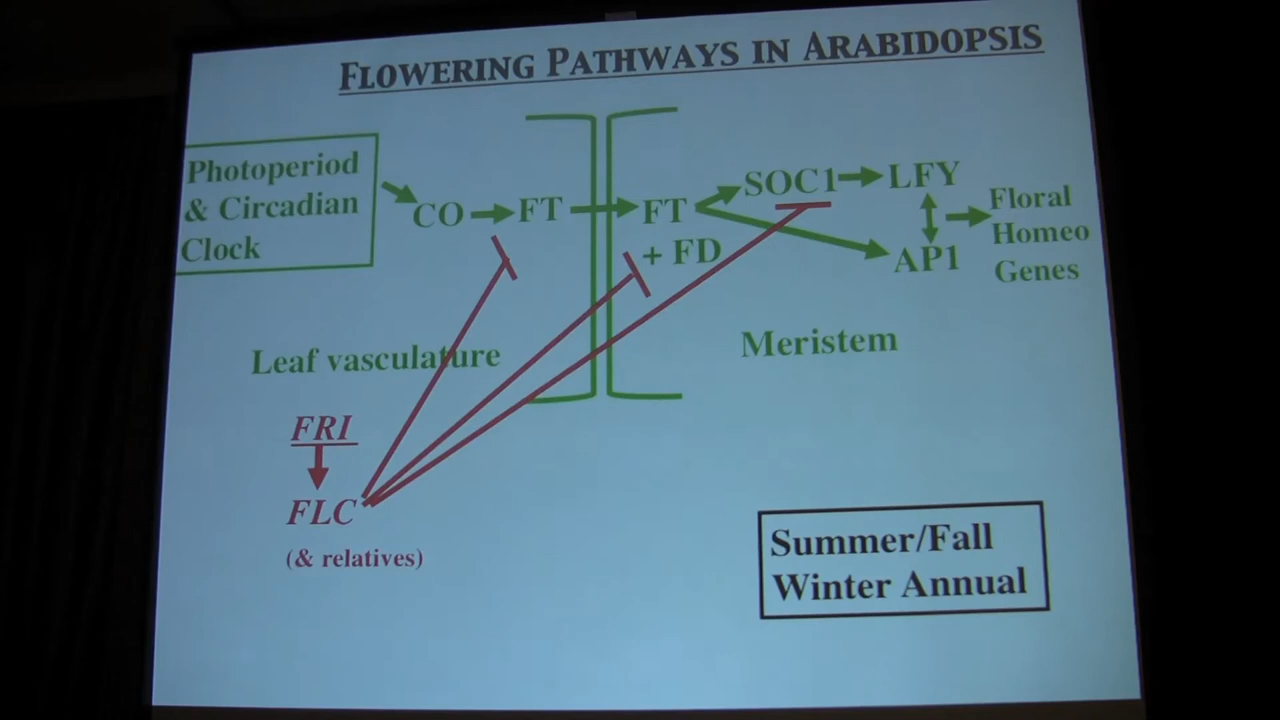 FLOWERING PATHWAYS IN ARABIDOPSIS
Photoperiod
& Circadian
Clock
CO
FT
FT
+ FD
SOC1
LFY
AP1
Floral
Homeo
Genes
Leaf vasculature
Meristem
FRI
FLC
(& relatives)
Summer/Fall
Winter Annual